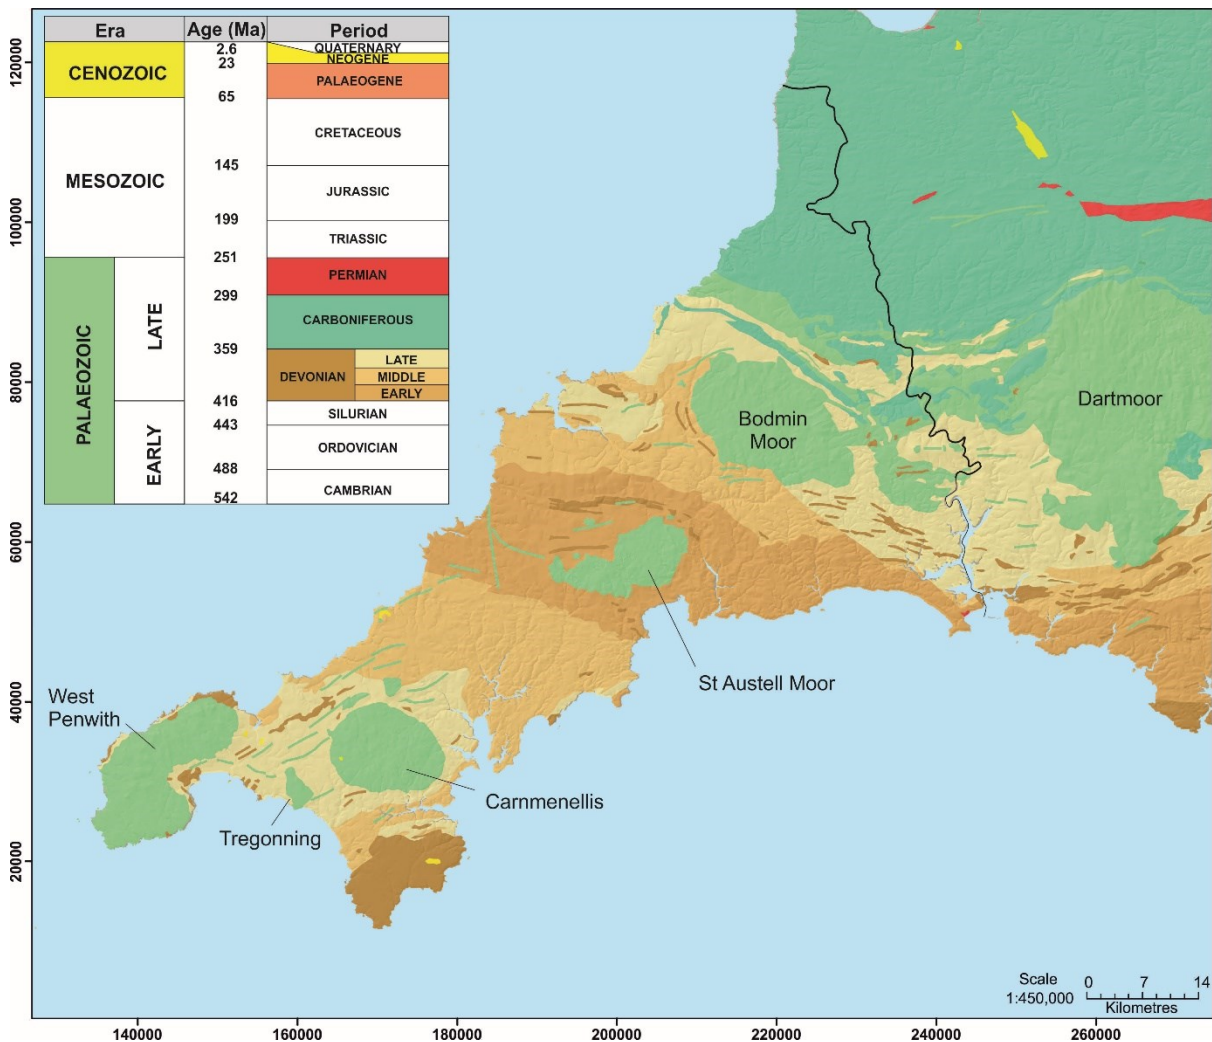 Era Age (Ma) Period
CENOZOIC
2.6
QUATERNARY
NEOGENE
23
PALAEOGENE
65
MESOZOIC
CRETACEOUS
145
JURASSIC
199
TRIASSIC
251
PALAEOZOIC
LATE
PERMIAN
299
CARBONIFEROUS
359
DEVONIAN
LATE
MIDDLE
EARLY
416
EARLY
SILURIAN
443
ORDOVICIAN
488
CAMBRIAN
542
Bodmin
Moor
Dartmoor
St Austell Moor
West
Penwith
Carnmenellis
Tregonning
120000
100000
80000
60000
40000
20000
Scale
1:450,000
0 7 14
Kilometres
140000 160000 180000 200000 220000 240000 260000